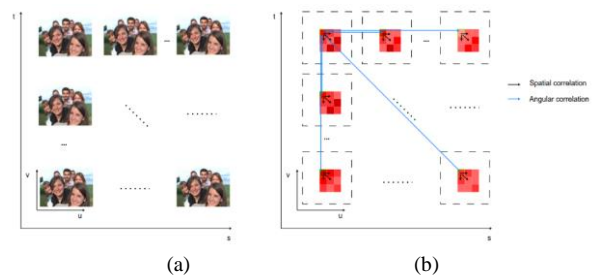 t
t
Spatial correlation
Angular correlation
v
u
s
v
u
s
(a)
(b)